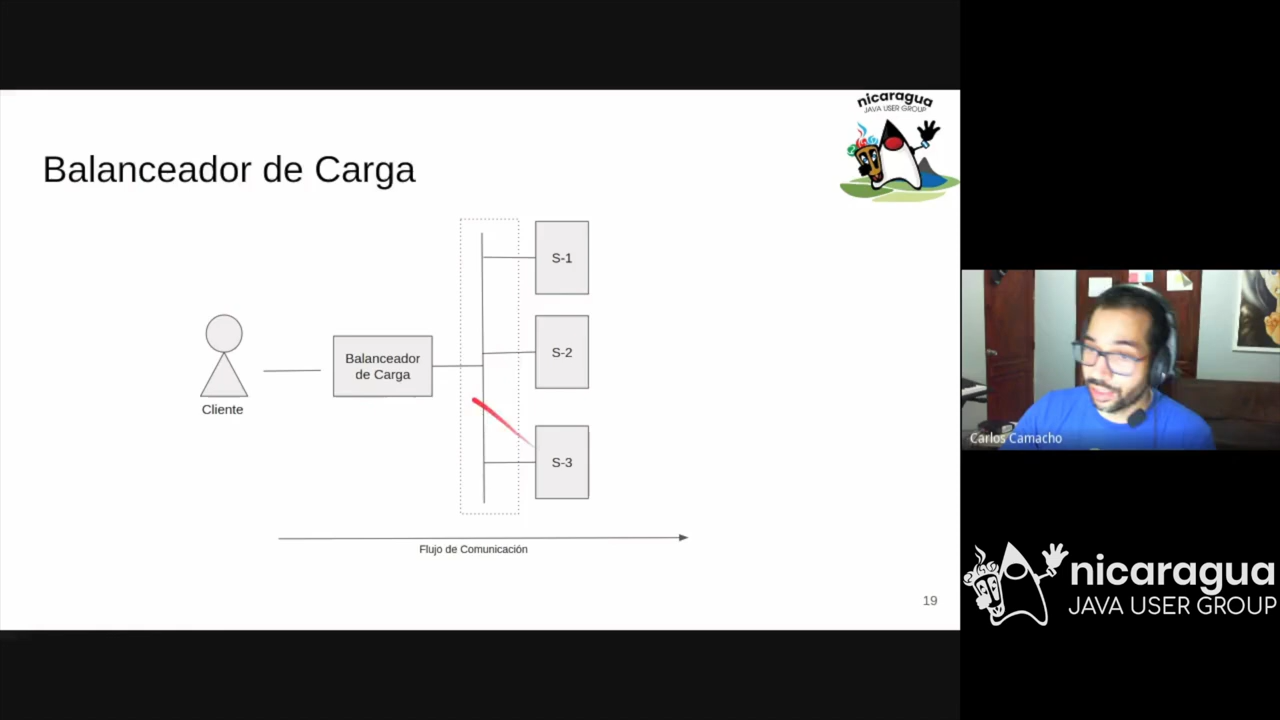 nicaragua
JAVA USER GROUP
Balanceador de Carga
S-1
S-2
S-3
Balanceador
de Carga
Cliente
Flujo de Comunicación
19
Carlos Camacho
nicaragua
JAVA USER GROUP